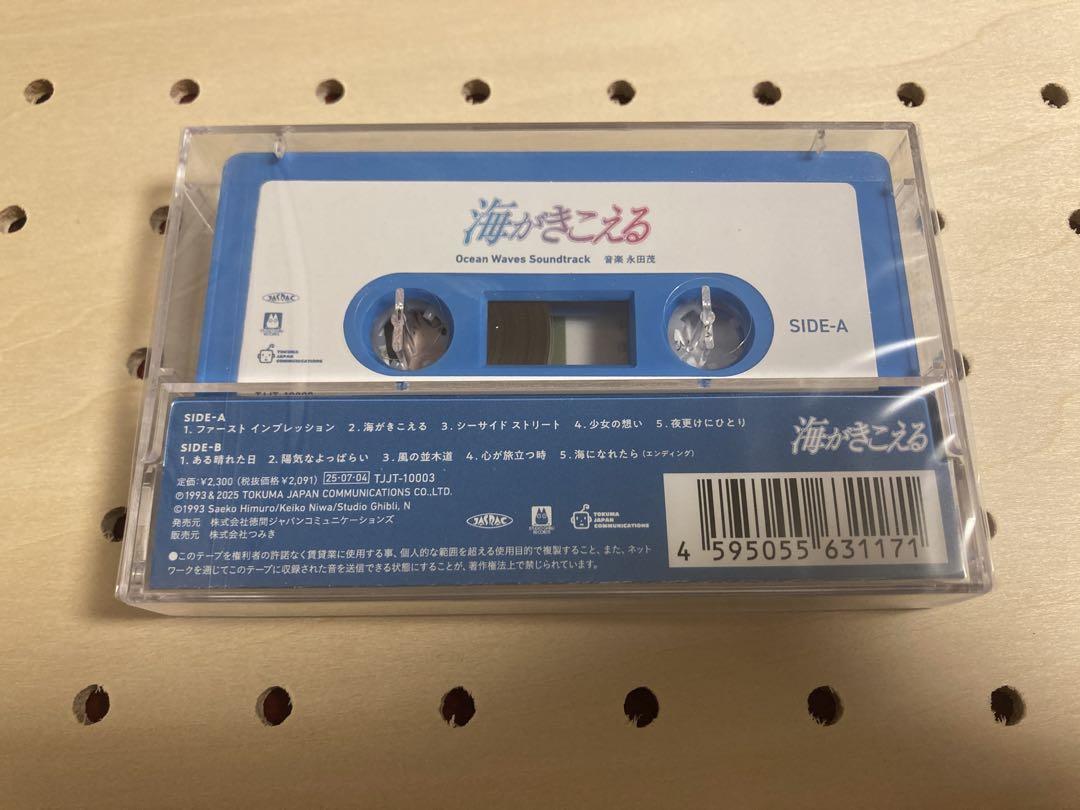 海がきこえる
Ocean Waves Soundtrack 音楽 永田茂
JASRAC
SIDE-A
TOKUMA
JAPAN
COMMUNICATIONS
SIDE-A
1. ファースト インプレッション 2. 海がきこえる 3. シーサイド ストリート 4. 少女の想い 5. 夜更けにひとり
SIDE-B
1. ある晴れた日 2. 陽気なよっぱらい 3. 風の並木道 4. 心が旅立つ時 5. 海になれたら (エンディング)
海がきこえる
定価:¥2,300 (税抜価格¥2,091) 25・07・04 TJJT-10003
℗1993 & 2025 TOKUMA JAPAN COMMUNICATIONS CO.,LTD.
©1993 Saeko Himuro/Keiko Niwa/Studio Ghibli, N
発売元 株式会社徳間ジャパンコミュニケーションズ
販売元 株式会社つみき
JASRAC
STUDIO GHIBLI
RECORDS
TOKUMA
JAPAN
COMMUNICATIONS
●このテープを権利者の許諾なく賃貸業に使用する事、個人的な範囲を超える使用目的で複製すること、また、ネット
ワークを通じてこのテープに収録された音を送信できる状態にすることが、著作権法上で禁じられています。
4 595055 631171